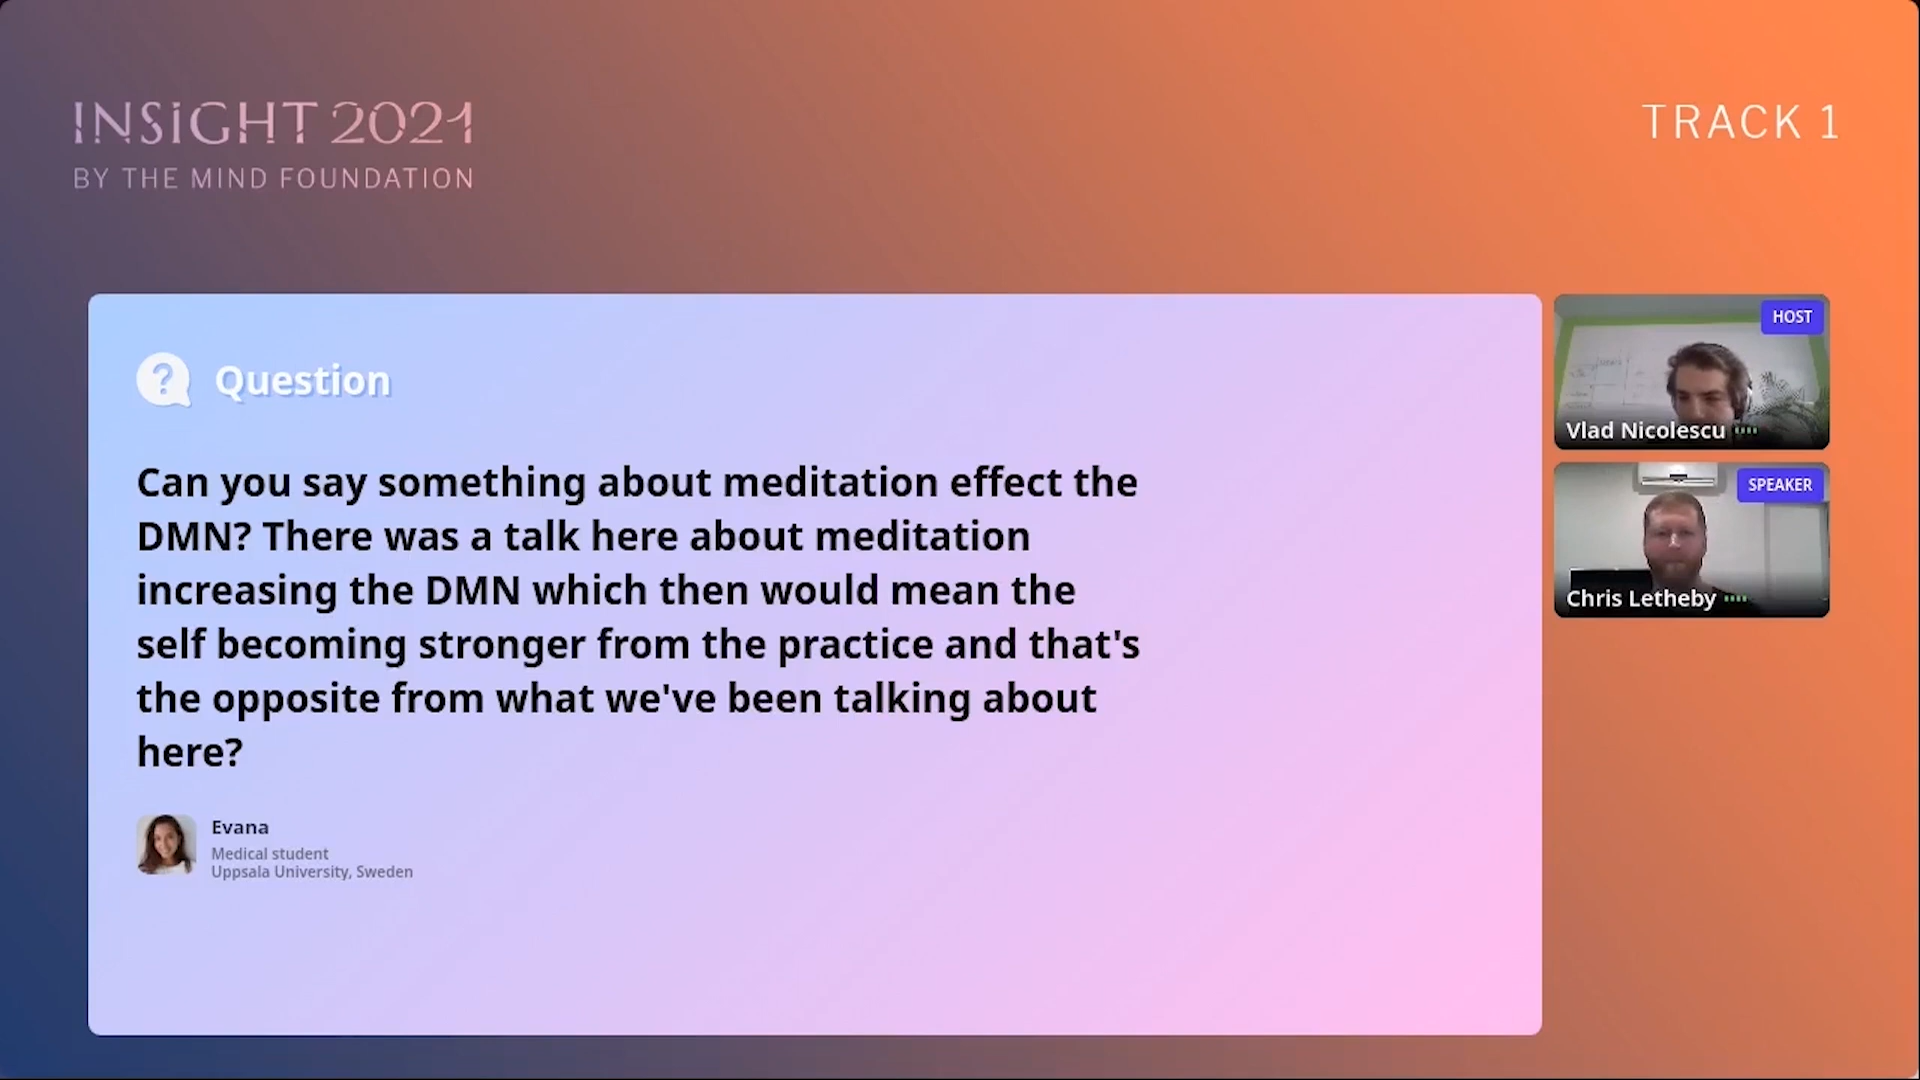 INSiGHT 2021
BY THE MIND FOUNDATION
TRACK 1
Question
Can you say something about meditation effect the
DMN? There was a talk here about meditation
increasing the DMN which then would mean the
self becoming stronger from the practice and that's
the opposite from what we've been talking about
here?
Evana
Medical student
Uppsala University, Sweden
HOST
Vlad Nicolescu
SPEAKER
Chris Letheby